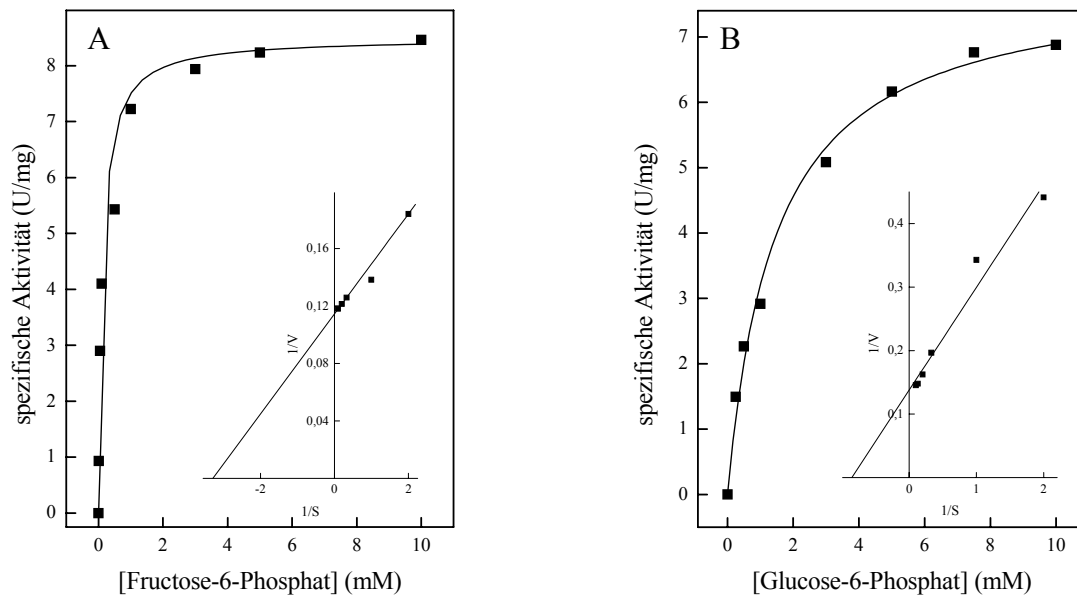 A
spezifische Aktivität (U/mg)
8
7
6
5
4
3
2
1
0
0 2 4 6 8 10
[Fructose-6-Phosphat] (mM)
1/V
0,16
0,12
0,08
0,04
-2 0 2
1/S
B
spezifische Aktivität (U/mg)
7
6
5
4
3
2
1
0
0 2 4 6 8 10
[Glucose-6-Phosphat] (mM)
1/V
0,4
0,3
0,2
0,1
0 1 2
1/S